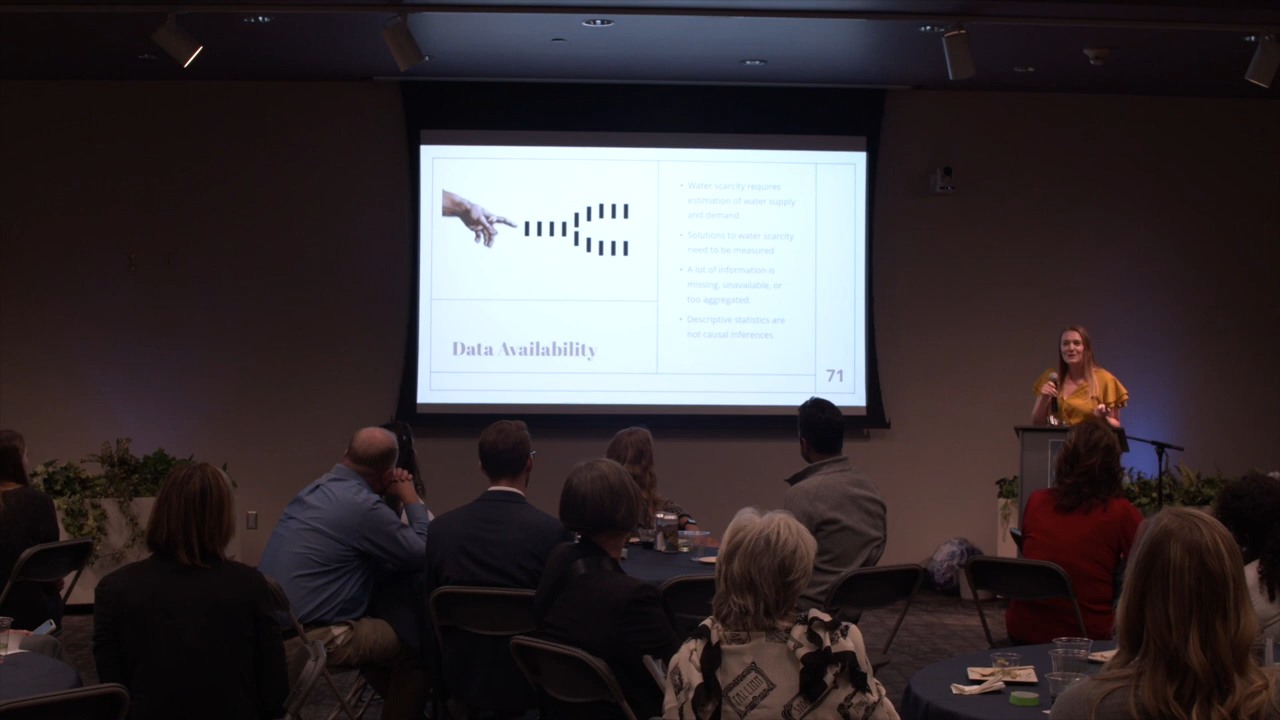 Water scarcity requires
estimation of water supply
and demand
Solutions to water scarcity
need to be measured
A lot of information is
missing, unavailable, or
too aggregated.
Descriptive statistics are
not causal inferences
Data Availability
71